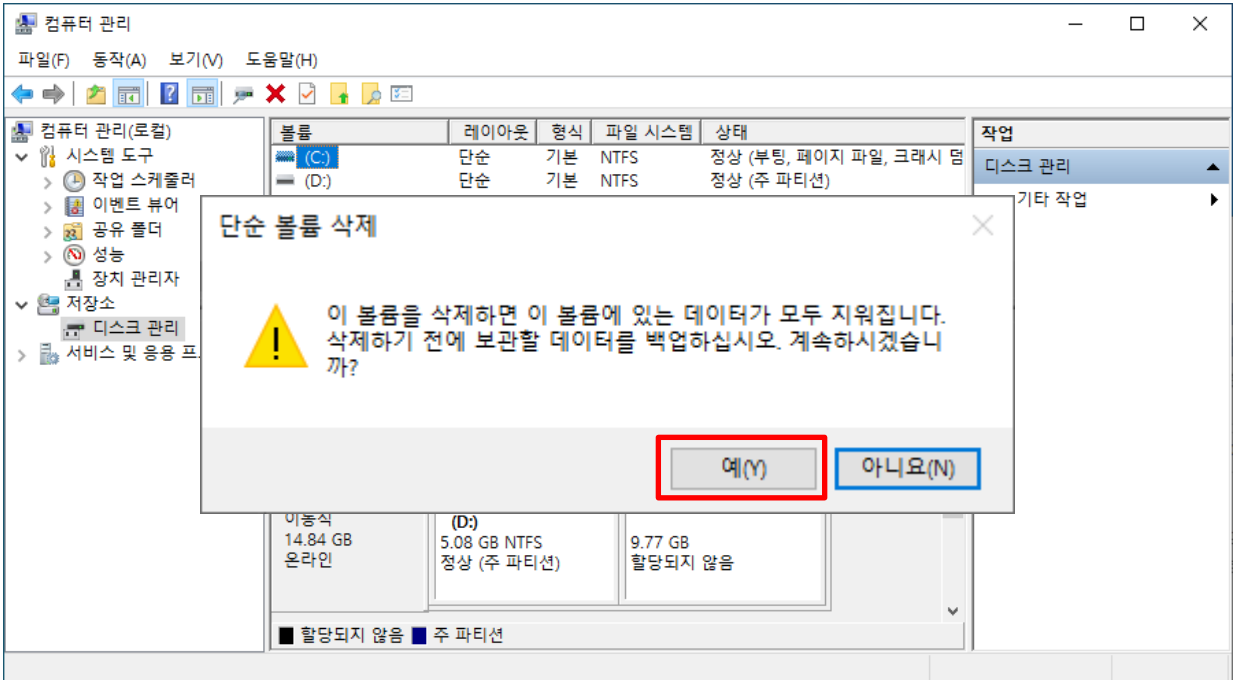 컴퓨터 관리
파일(F) 동작(A) 보기(V) 도움말(H)
컴퓨터 관리(로컬)
시스템 도구
작업 스케줄러
이벤트 뷰어
공유 폴더
성능
장치 관리자
저장소
디스크 관리
서비스 및 응용 프
볼륨 레이아웃 형식 파일 시스템 상태
(C:) 단순 기본 NTFS 정상 (부팅, 페이지 파일, 크래시 덤
(D:) 단순 기본 NTFS 정상 (주 파티션)
작업
디스크 관리
기타 작업
단순 볼륨 삭제
이 볼륨을 삭제하면 이 볼륨에 있는 데이터가 모두 지워집니다.
삭제하기 전에 보관할 데이터를 백업하십시오. 계속하시겠습니
까?
예(Y) 아니요(N)
이동식
14.84 GB
온라인
(D:)
5.08 GB NTFS
정상 (주 파티션)
9.77 GB
할당되지 않음
할당되지 않음 주 파티션